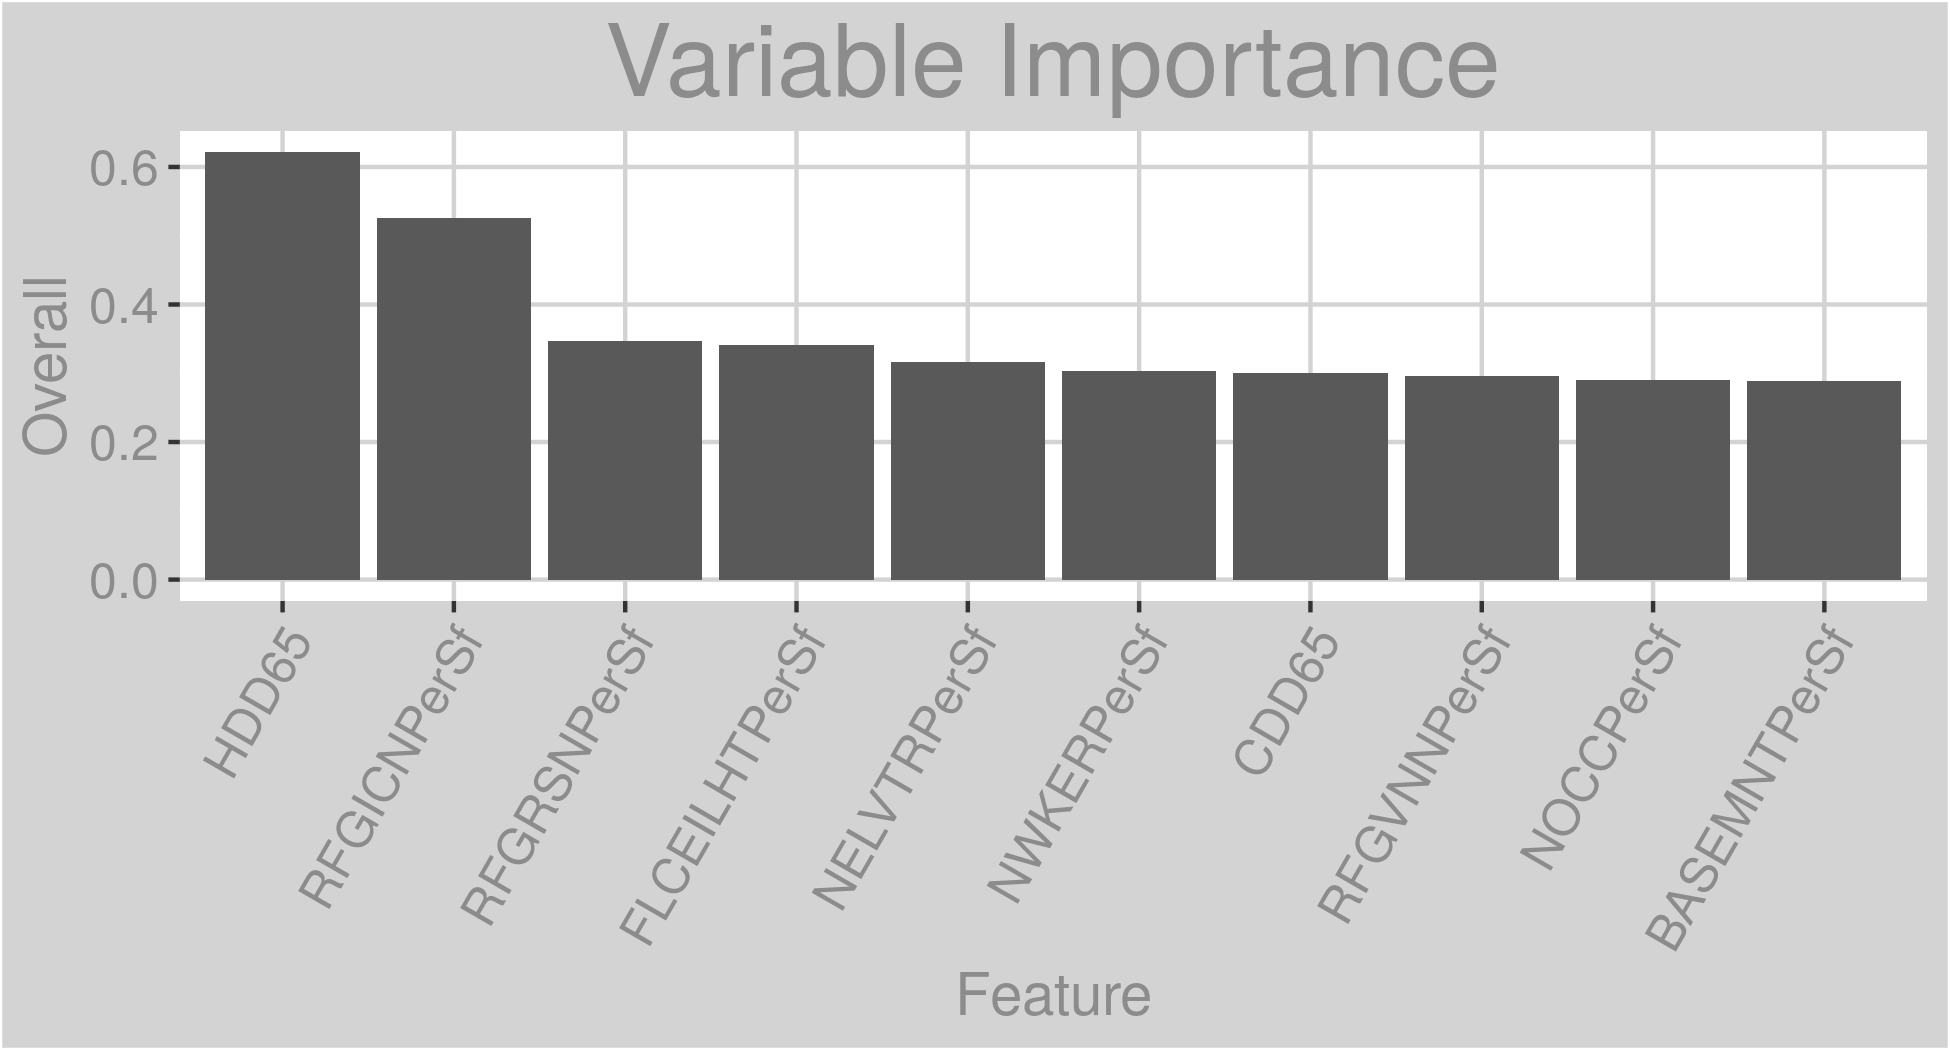 Variable Importance
Overall
0.6
0.4
0.2
0.0
HDD65
RFGICNPerSf
RFGRSNPerSf
FLCEILHTPerSf
NELVTRPerSf
NWKERPerSf
CDD65
RFGVNNPerSf
NOCCPerSf
BASEMNTPerSf
Feature